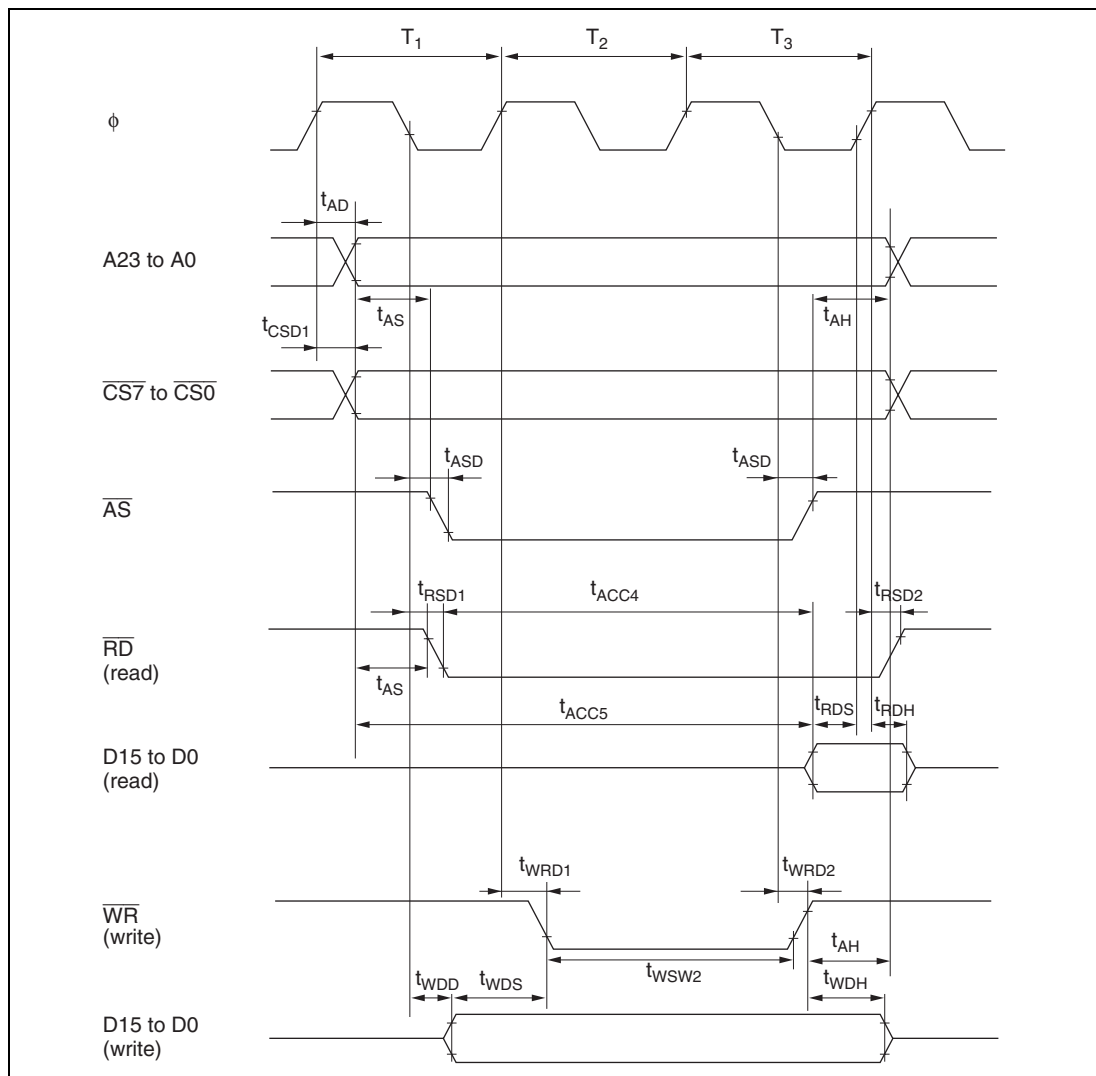 T1 T2 T3
ϕ
tAD
A23 to A0
tAS tAH
tCSD1
CS7 to CS0
tASD tASD
AS
tRSD1 tACC4 tRSD2
RD
(read)
tAS
tACC5 tRDS tRDH
D15 to D0
(read)
tWRD1 tWRD2
WR
(write)
tAH
tWSW2
tWDD tWDS tWDH
D15 to D0
(write)